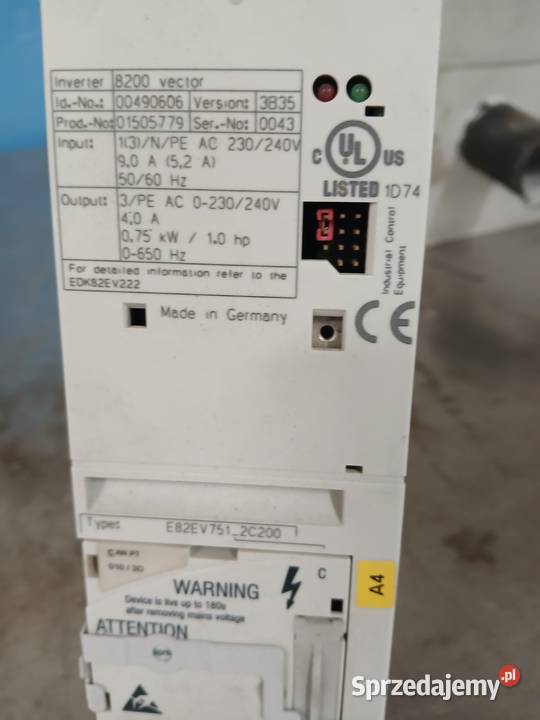 Inverter 8200 vector
Id.-No.: 00490606 Version: 3B35
Prod.-No: 01505779 Ser.-No: 0043
Input: 1(3)/N/PE AC 230/240V
9.0 A (5.2 A)
50/60 Hz
Output: 3/PE AC 0-230/240V
4.0 A
0.75 kW / 1.0 hp
0-650 Hz
For detailed information refer to the
EDK82EV222
Made in Germany
C UL US
LISTED 1D74
Industrial Control
Equipment
CE
Type: E82EV751_2C200
010 / 3D
WARNING
Device is live up to 180s
after removing mains voltage
C
A4
ATTENTION
Sprzedajemy.pl